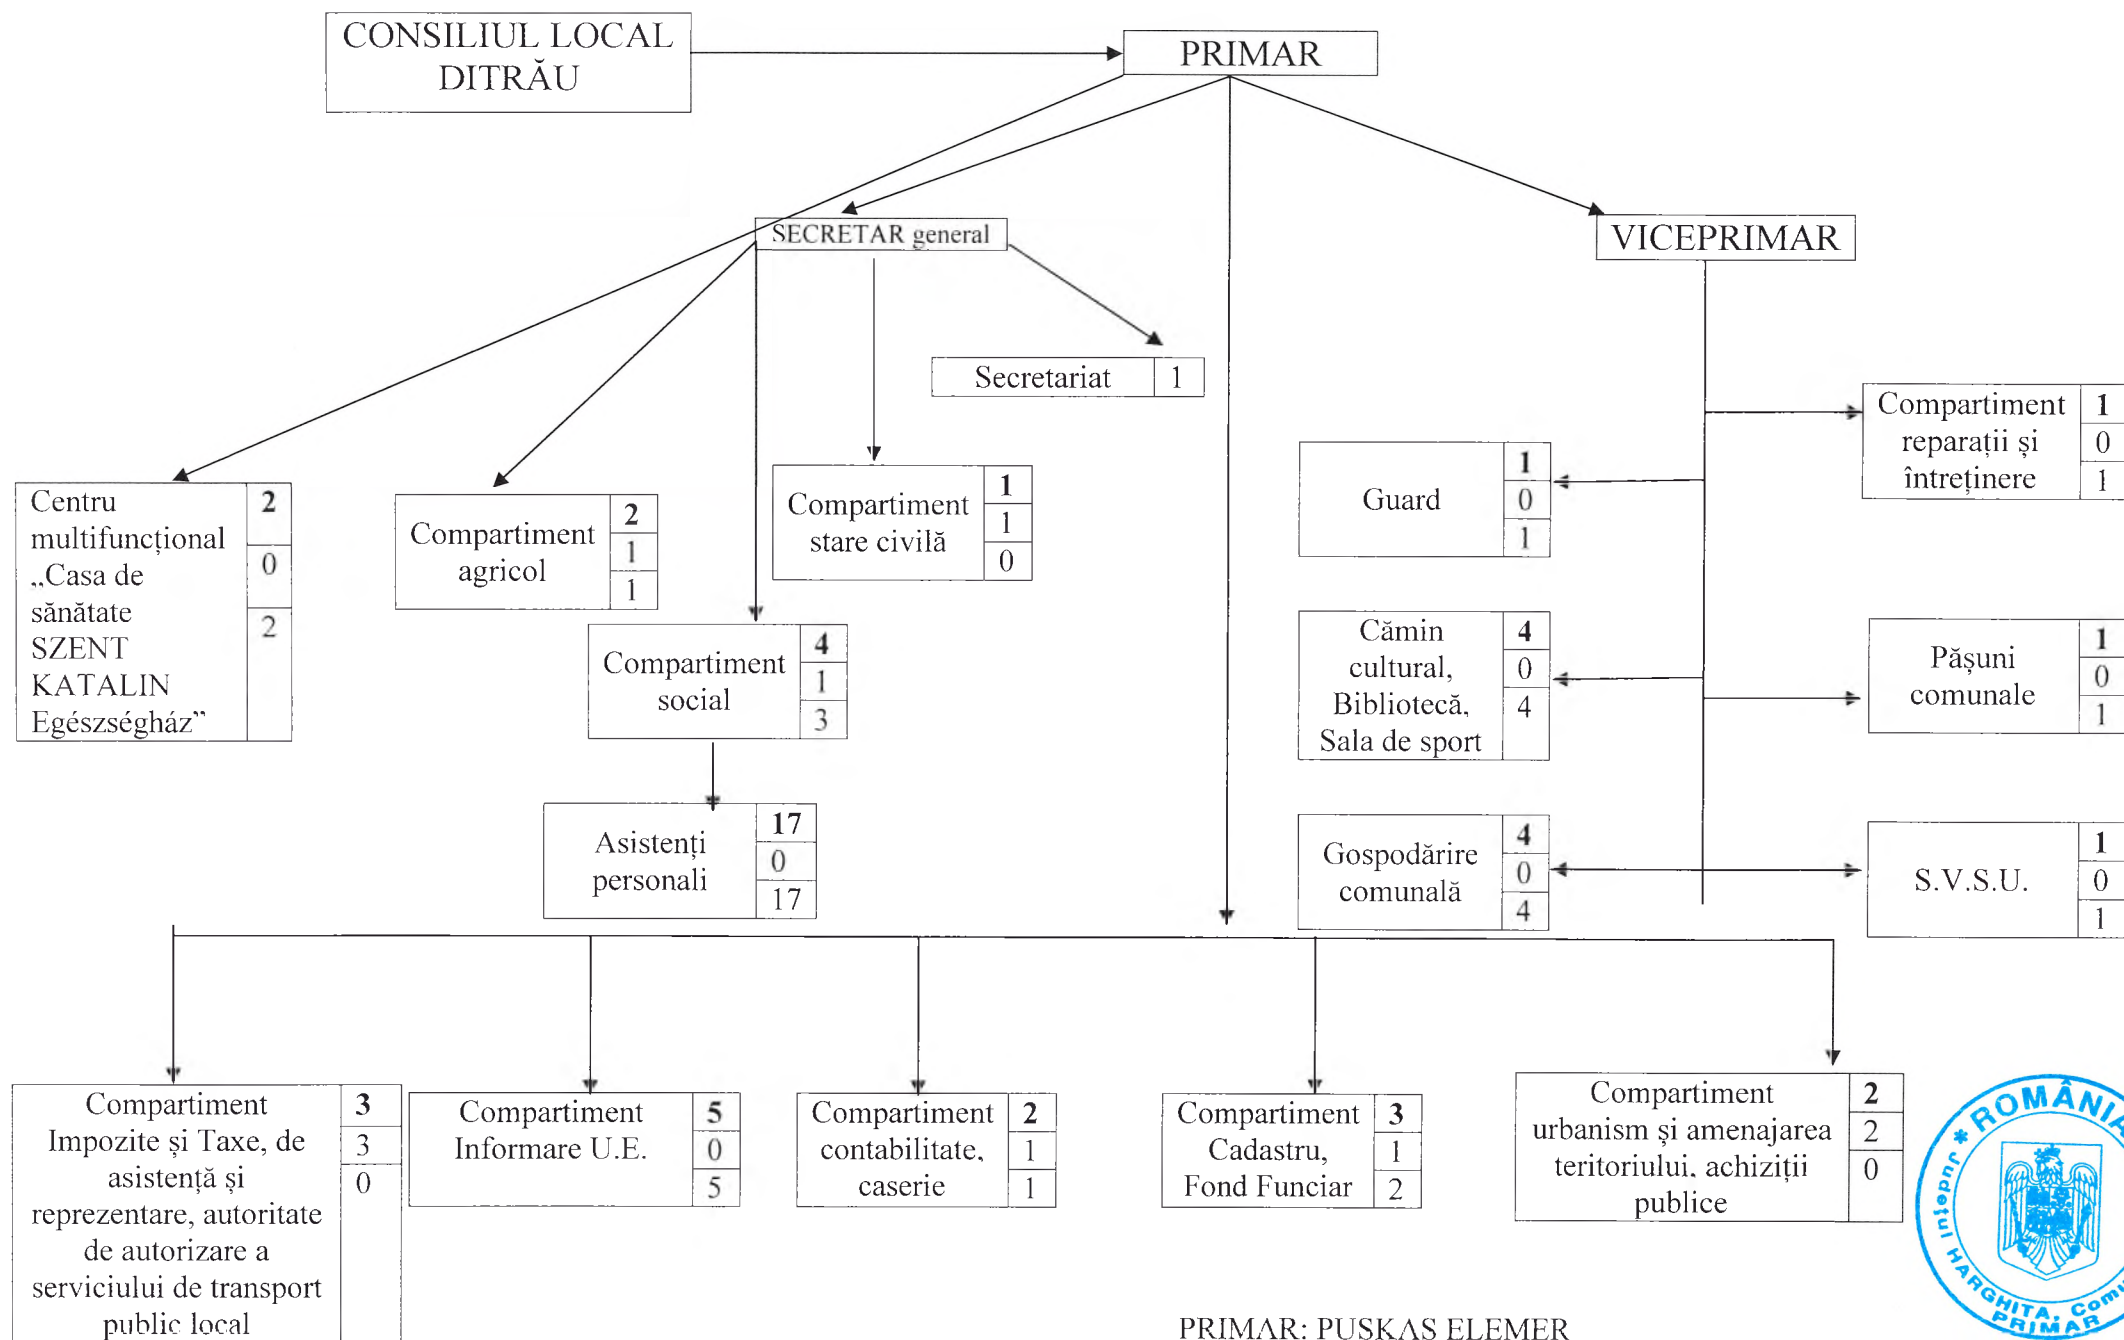 CONSILIUL LOCAL
DITRĂU
PRIMAR
SECRETAR general
VICEPRIMAR
Secretariat 1
Compartiment
reparații și
întreținere
1
0
1
Guard
1
0
1
Centru
multifuncțional
„Casa de
sănătate
SZENT
KATALIN
Egészségház”
2
0
2
Compartiment
agricol
2
1
1
Compartiment
stare civilă
1
1
0
Compartiment
social
4
1
3
Cămin
cultural,
Bibliotecă,
Sala de sport
4
0
4
Pășuni
comunale
1
0
1
Asistenți
personali
17
0
17
Gospodărire
comunală
4
0
4
S.V.S.U.
1
0
1
Compartiment
Impozite și Taxe, de
asistență și
reprezentare, autoritate
de autorizare a
serviciului de transport
public local
3
3
0
Compartiment
Informare U.E.
5
0
5
Compartiment
contabilitate,
caserie
2
1
1
Compartiment
Cadastru,
Fond Funciar
3
1
2
Compartiment
urbanism și amenajarea
teritoriului, achiziții
publice
2
2
0
* ROMÂNIA
Județul HARGHITA, Comu
PRIMAR
PRIMAR: PUSKAS ELEMER